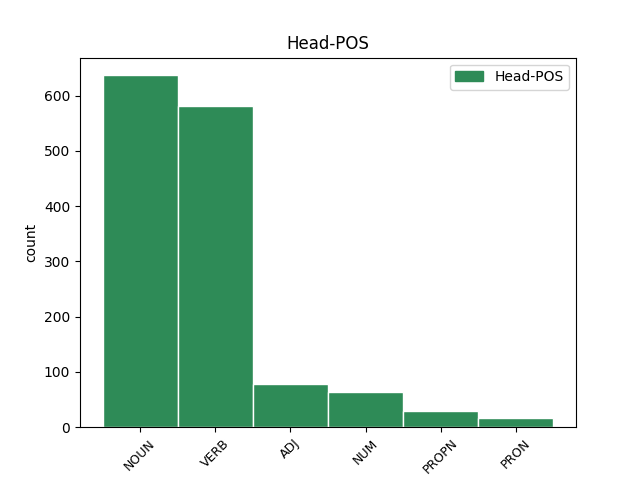 Head-POS
Head-POS
600
500
400
300
200
100
0
count
NOUN
VERB
ADJ
NUM
PROPN
PRON